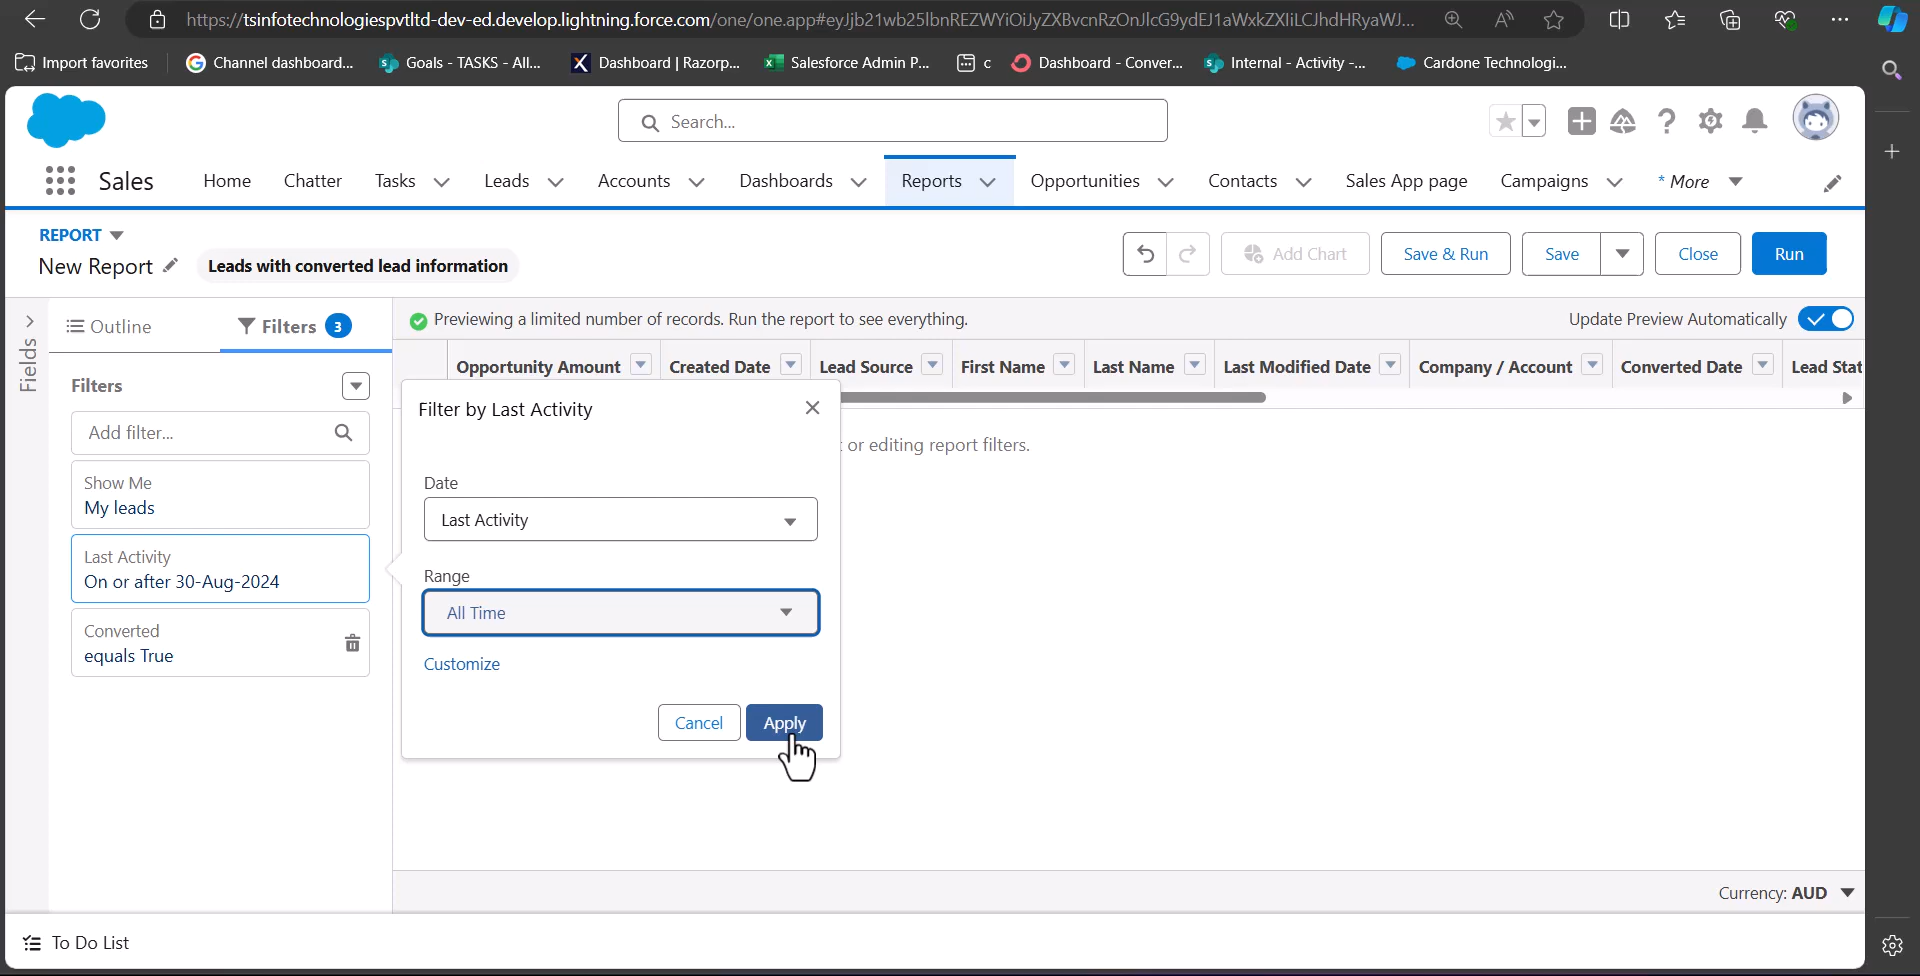 https://tsinfotechnologiespvtltd-dev-ed.develop.lightning.force.com/one/one.app#
Import favorites
Channel dashboard...
Goals - TASKS - All...
Dashboard | Razorp...
Salesforce Admin P...
c
Dashboard - Conver...
Internal - Activity -...
Cardone Technologi...
Search...
Sales
Home
Chatter
Tasks
Leads
Accounts
Dashboards
Reports
Opportunities
Contacts
Sales App page
Campaigns
* More
REPORT
New Report
Leads with converted lead information
Add Chart
Save & Run
Save
Close
Run
Fields
Outline
Filters 3
Previewing a limited number of records. Run the report to see everything.
Update Preview Automatically
Opportunity Amount
Created Date
Lead Source
First Name
Last Name
Last Modified Date
Company / Account
Converted Date
Lead Stat
Filters
Add filter...
Show Me
My leads
Last Activity
On or after 30-Aug-2024
Converted
equals True
Filter by Last Activity
or editing report filters.
Date
Last Activity
Range
All Time
Customize
Cancel
Apply
Currency: AUD
To Do List